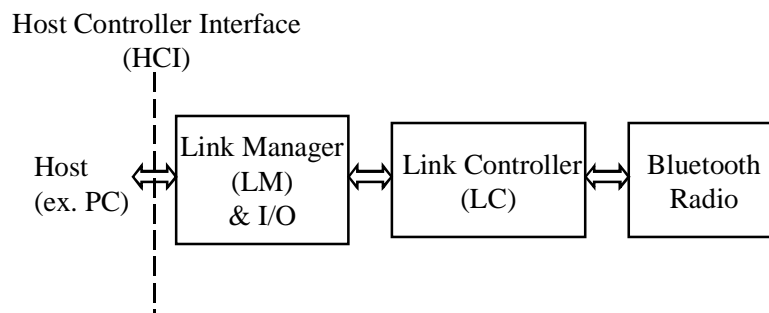 Host Controller Interface
(HCI)
Host
(ex. PC)
Link Manager
(LM)
& I/O
Link Controller
(LC)
Bluetooth
Radio